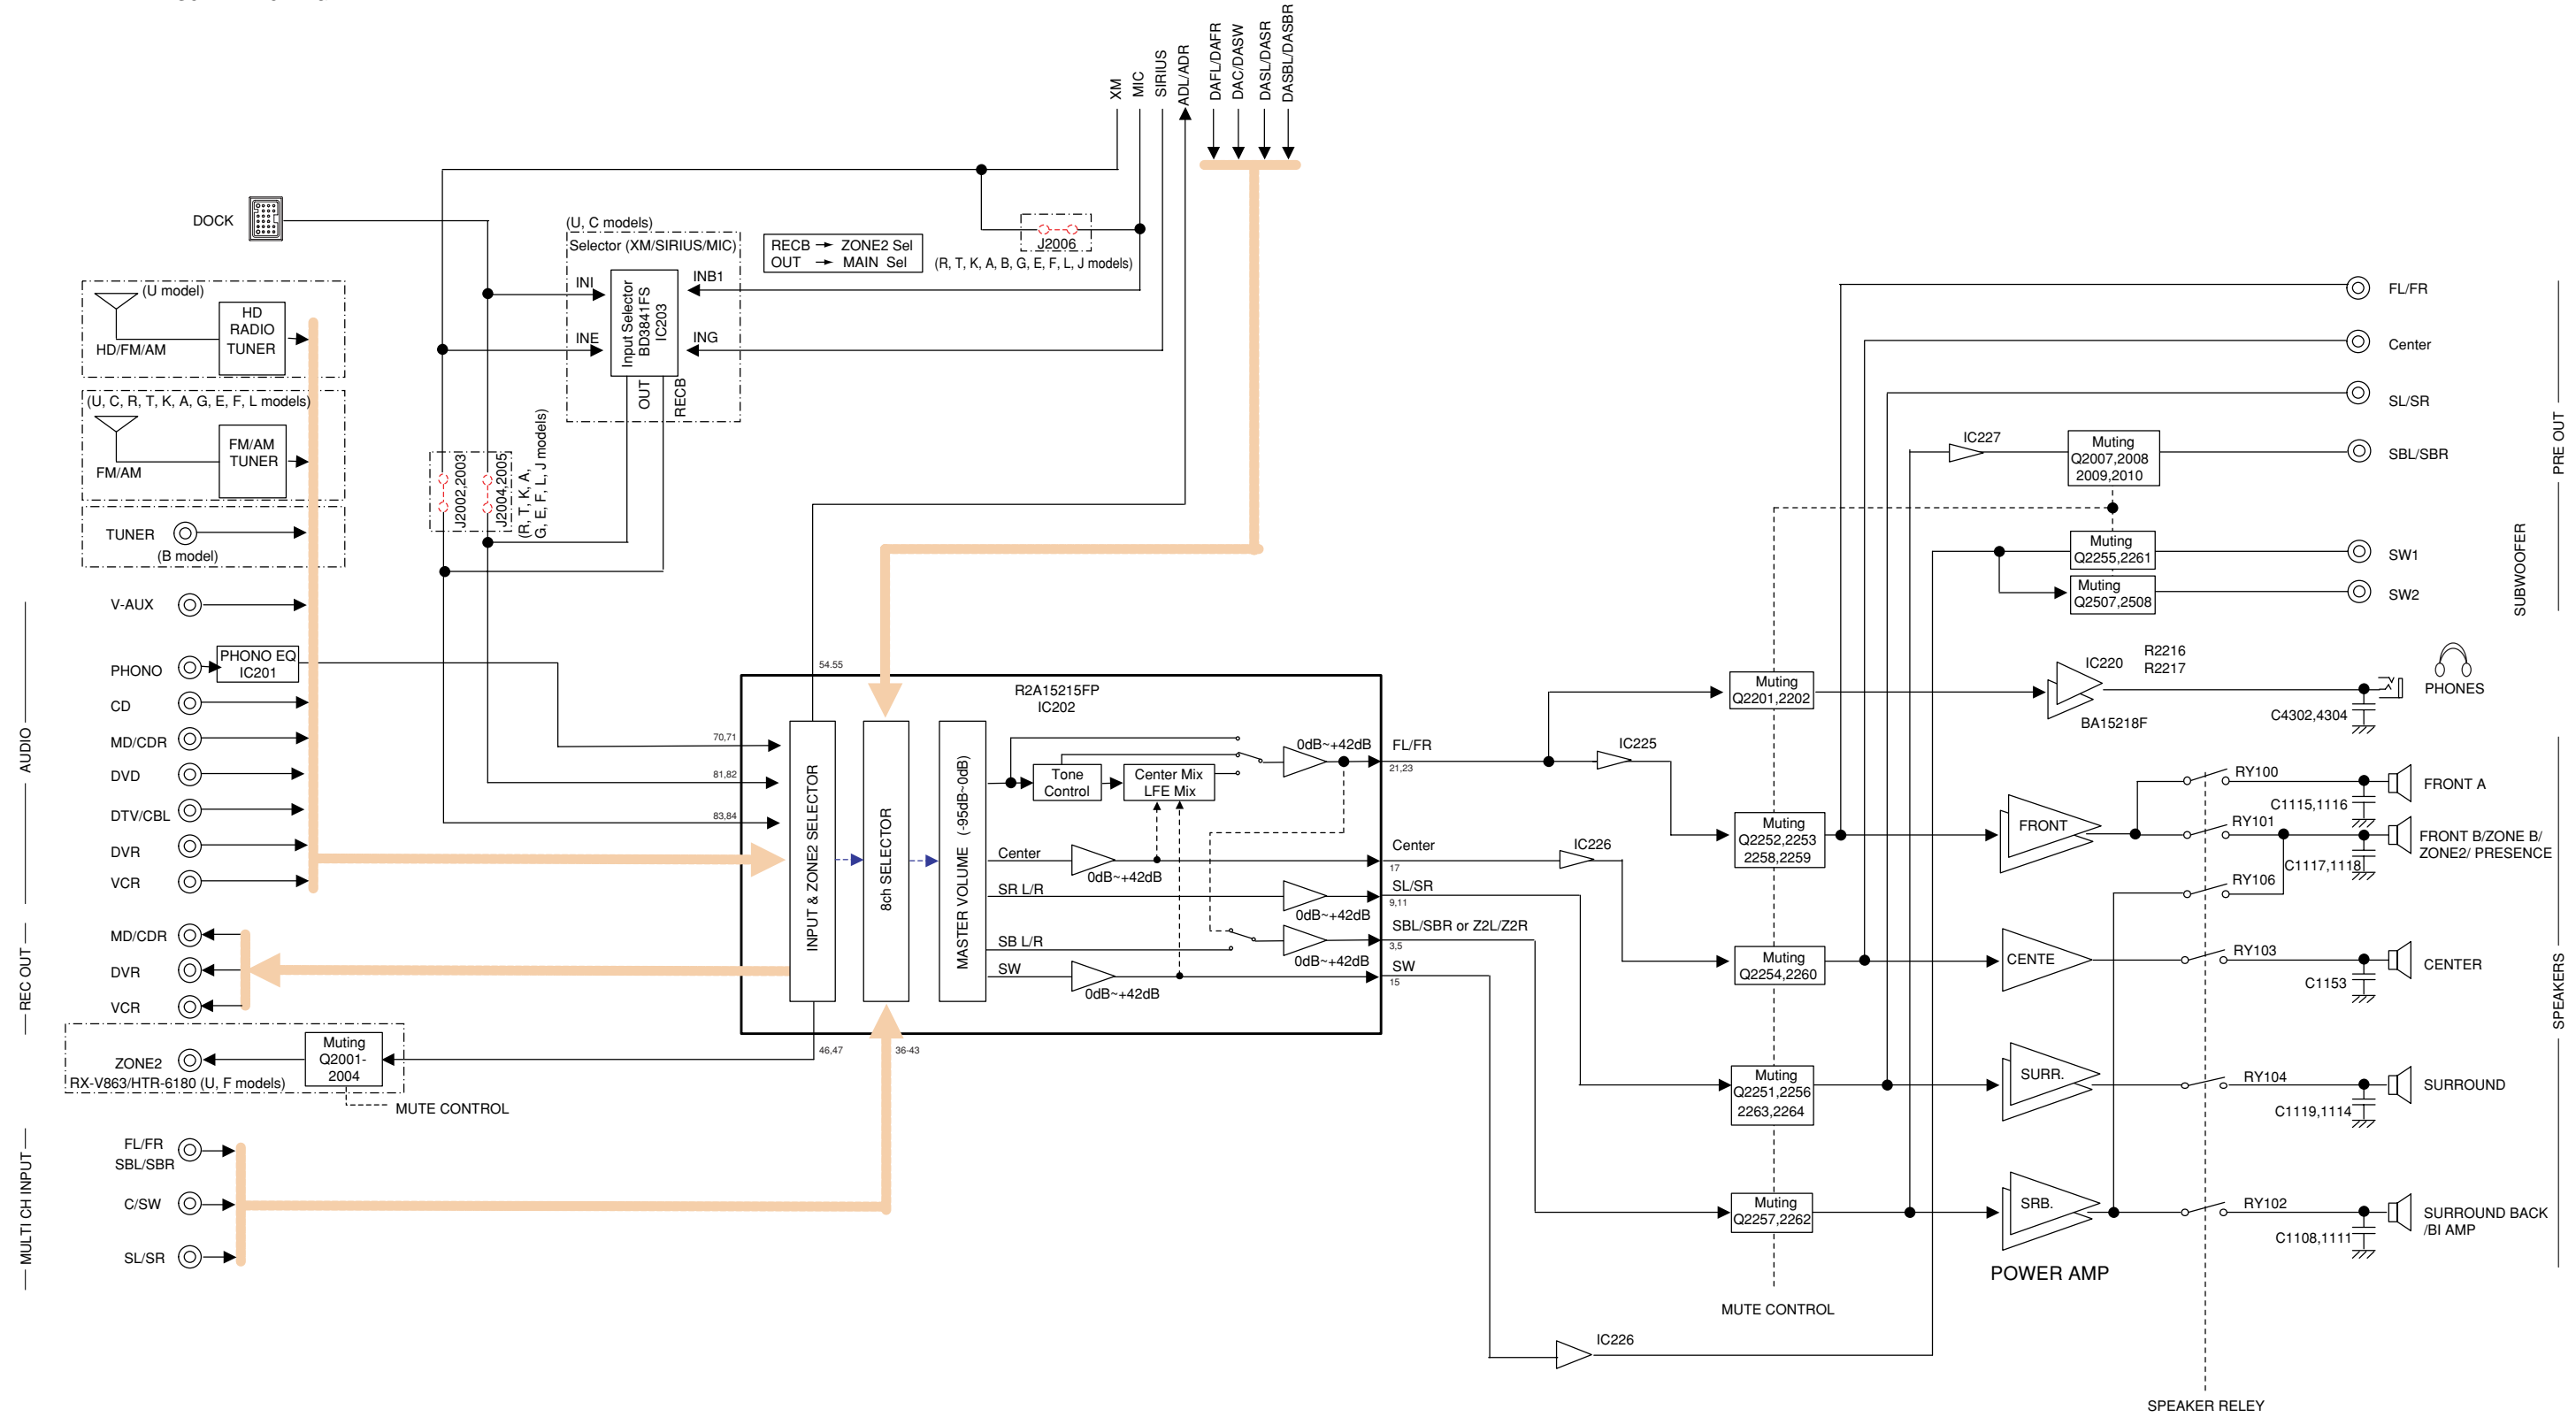 XM
MIC
SIRIUS
ADL/ADR
DAFL/DAFR
DAC/DASW
DASL/DASR
DASBL/DASBR
DOCK
(U, C models)
Selector (XM/SIRIUS/MIC)
INI
INE
Input Selector
BD3841FS
IC203
INB1
ING
OUT
RECB
RECB → ZONE2 Sel
OUT → MAIN Sel
J2006
(R, T, K, A, B, G, E, F, L, J models)
(U model)
HD
RADIO
TUNER
HD/FM/AM
(U, C, R, T, K, A, G, E, F, L models)
FM/AM
TUNER
FM/AM
TUNER
(B model)
J2002,2003
J2004,2005
(R, T, K, A,
G, E, F, L, J models)
AUDIO
V-AUX
PHONO
PHONO EQ
IC201
CD
MD/CDR
DVD
DTV/CBL
DVR
VCR
REC OUT
MD/CDR
DVR
VCR
ZONE2
Muting
Q2001-
2004
RX-V863/HTR-6180 (U, F models)
MUTE CONTROL
MULTI CH INPUT
FL/FR
SBL/SBR
C/SW
SL/SR
54.55
70,71
81,82
83,84
46,47
36-43
R2A15215FP
IC202
INPUT & ZONE2 SELECTOR
8ch SELECTOR
MASTER VOLUME (-95dB~0dB)
Tone
Control
Center Mix
LFE Mix
0dB~+42dB
Center
0dB~+42dB
SR L/R
0dB~+42dB
SB L/R
0dB~+42dB
SW
0dB~+42dB
FL/FR
21,23
Center
17
SL/SR
9,11
SBL/SBR or Z2L/Z2R
3,5
SW
15
IC225
IC226
IC226
Muting
Q2201,2202
Muting
Q2252,2253
2258,2259
Muting
Q2254,2260
Muting
Q2251,2256
2263,2264
Muting
Q2257,2262
MUTE CONTROL
IC227
Muting
Q2007,2008
2009,2010
Muting
Q2255,2261
Muting
Q2507,2508
FL/FR
Center
SL/SR
SBL/SBR
SW1
SW2
PRE OUT
SUBWOOFER
IC220
R2216
R2217
BA15218F
C4302,4304
PHONES
FRONT
CENTE
SURR.
SRB.
POWER AMP
RY100
C1115,1116
FRONT A
RY101
C1117,1118
FRONT B/ZONE B/
ZONE2/ PRESENCE
RY106
RY103
C1153
CENTER
RY104
C1119,1114
SURROUND
RY102
C1108,1111
SURROUND BACK
/BI AMP
SPEAKERS
SPEAKER RELEY